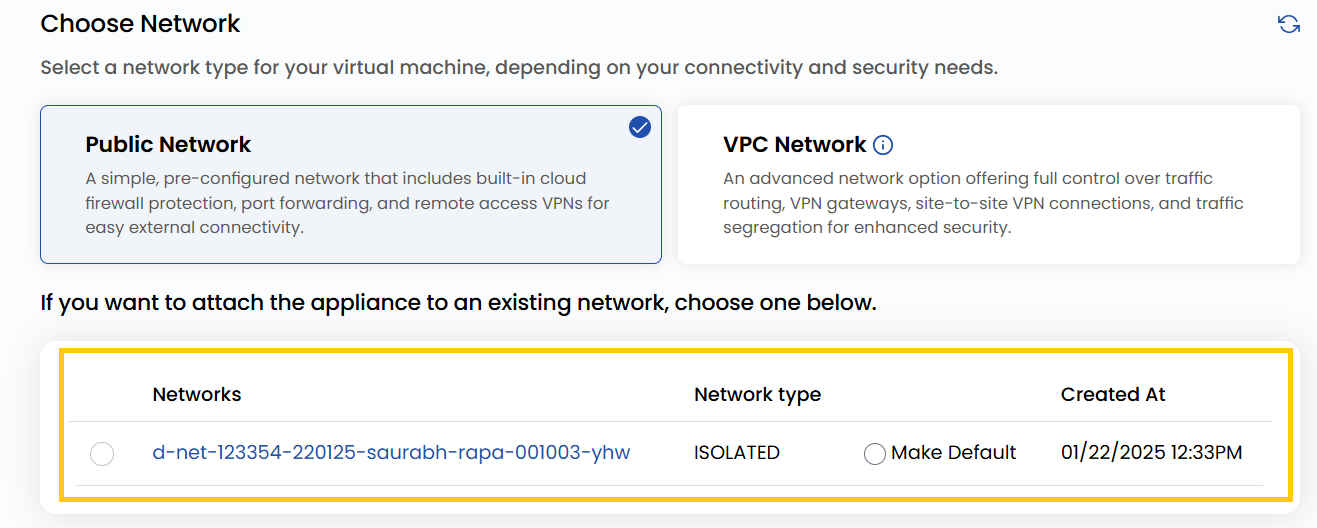 Choose Network
Select a network type for your virtual machine, depending on your connectivity and security needs.
Public Network
A simple, pre-configured network that includes built-in cloud
firewall protection, port forwarding, and remote access VPNs for
easy external connectivity.
VPC Network
An advanced network option offering full control over traffic
routing, VPN gateways, site-to-site VPN connections, and traffic
segregation for enhanced security.
If you want to attach the appliance to an existing network, choose one below.
Networks Network type Created At
d-net-123354-220125-saurabh-rapa-001003-yhw ISOLATED Make Default 01/22/2025 12:33PM